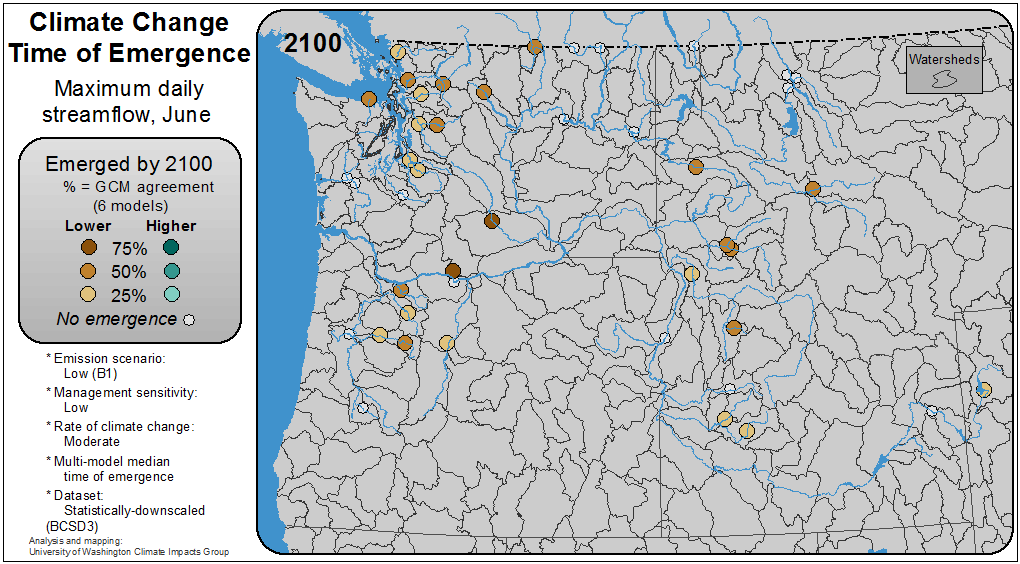 Climate Change
Time of Emergence
Maximum daily
streamflow, June
Emerged by 2100
% = GCM agreement
(6 models)
Lower Higher
75%
50%
25%
No emergence
* Emission scenario:
Low (B1)
* Management sensitivity:
Low
* Rate of climate change:
Moderate
* Multi-model median
time of emergence
* Dataset:
Statistically-downscaled
(BCSD3)
Analysis and mapping:
University of Washington Climate Impacts Group
2100
Watersheds